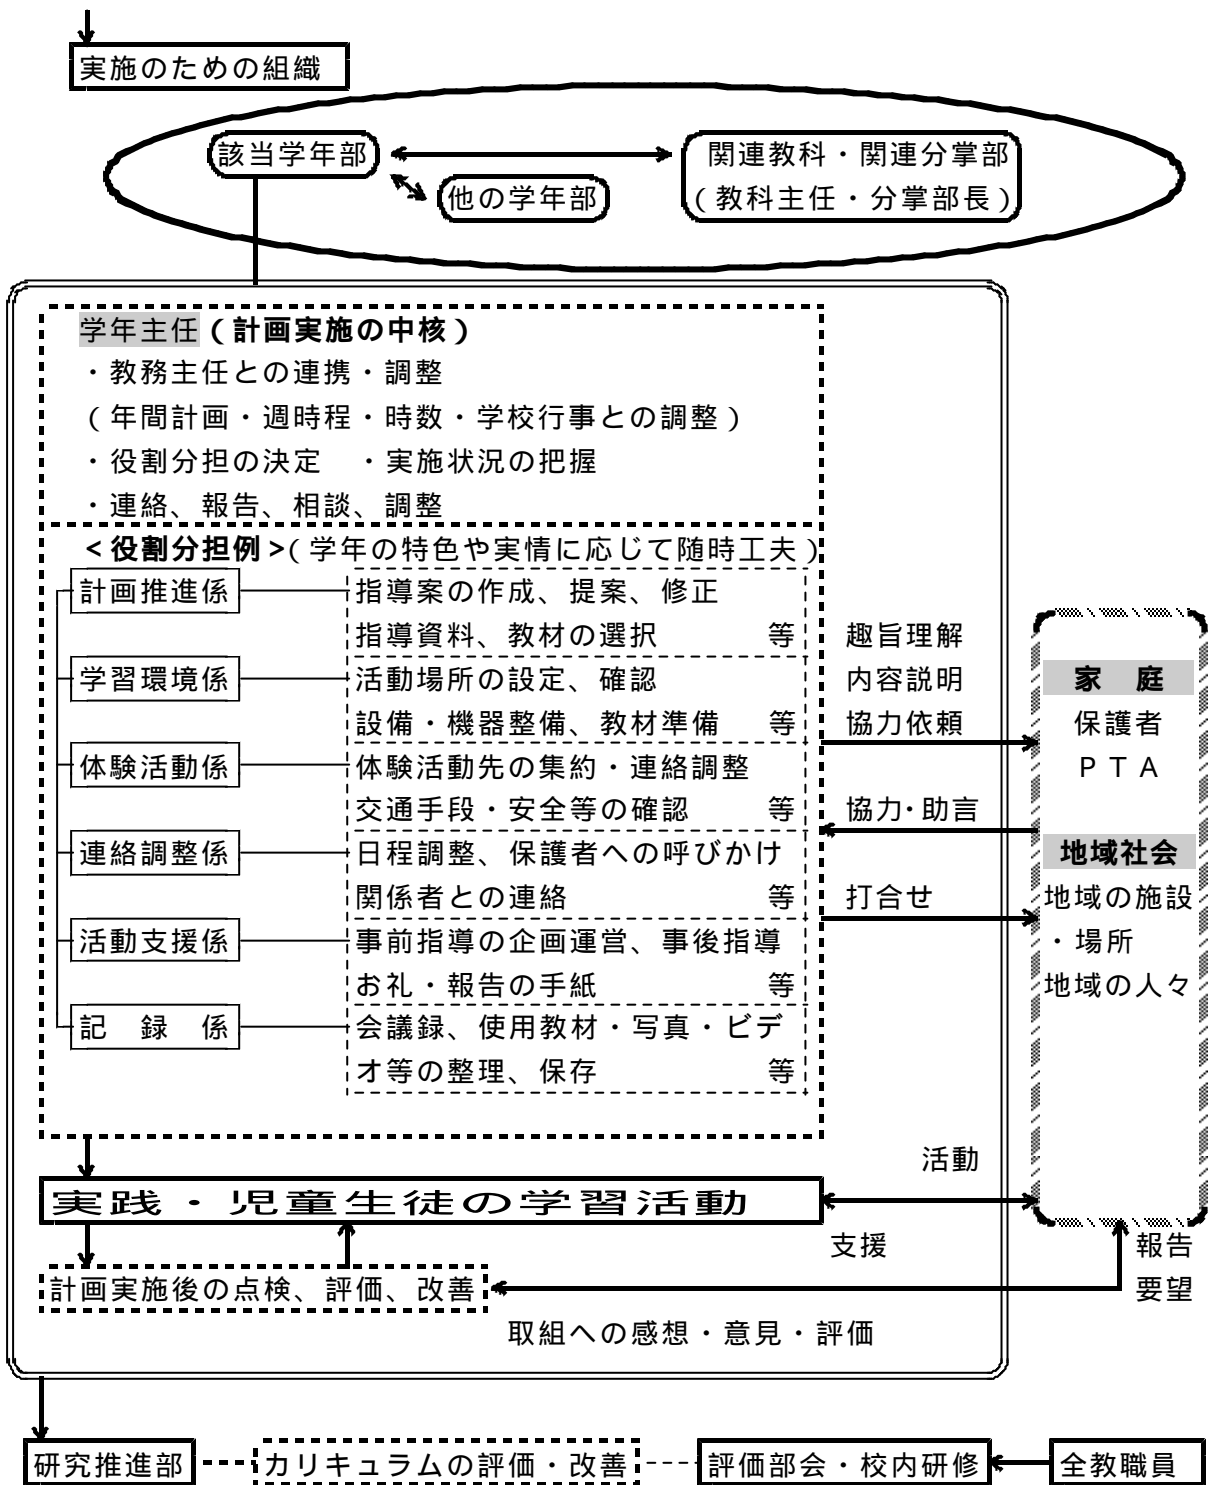 実施のための組織
該当学年部
関連教科・関連分掌部
(教科主任・分掌部長)
他の学年部
学年主任(計画実施の中核)
・教務主任との連携・調整
(年間計画・週時程・時数・学校行事との調整)
・役割分担の決定　・実施状況の把握
・連絡、報告、相談、調整
<役割分担例>(学年の特色や実情に応じて随時工夫)
計画推進係
指導案の作成、提案、修正
指導資料、教材の選択　等
学習環境係
活動場所の設定、確認
設備・機器整備、教材準備　等
体験活動係
体験活動先の集約・連絡調整
交通手段・安全等の確認　等
連絡調整係
日程調整、保護者への呼びかけ
関係者との連絡　等
活動支援係
事前指導の企画運営、事後指導
お礼・報告の手紙　等
記　録　係
会議録、使用教材・写真・ビデ
オ等の整理、保存　等
趣旨理解
内容説明
協力依頼
協力・助言
打合せ
家　庭
保護者
ＰＴＡ
地域社会
地域の施設
・場所
地域の人々
活動
実践・児童生徒の学習活動
支援
報告
要望
計画実施後の点検、評価、改善
取組への感想・意見・評価
研究推進部
カリキュラムの評価・改善
評価部会・校内研修
全教職員